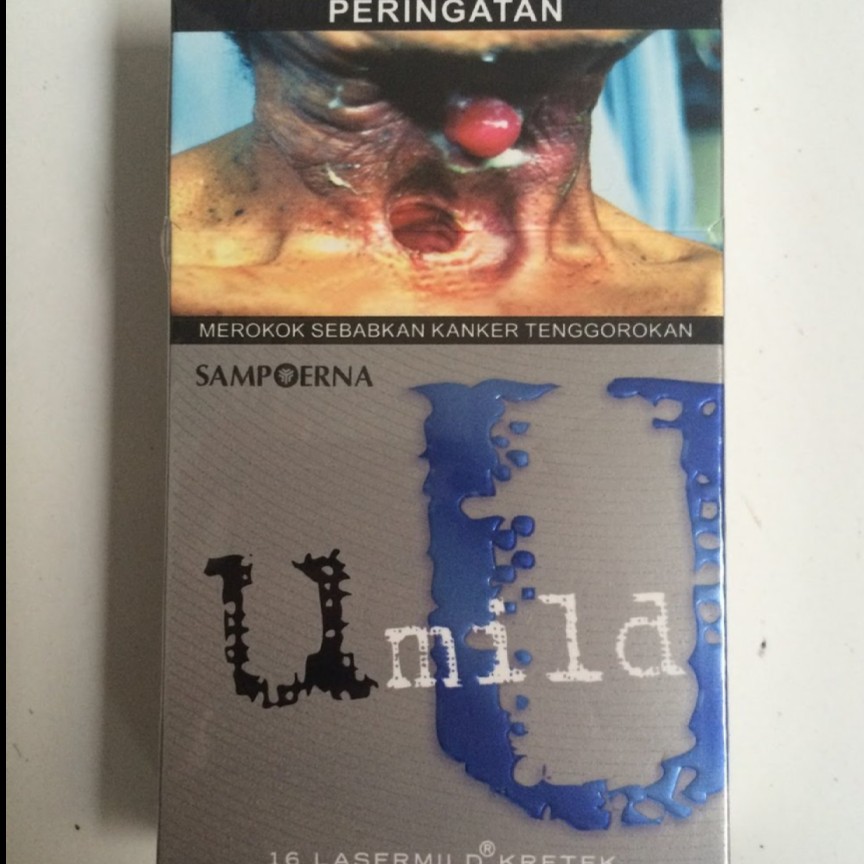 PERINGATAN
MEROKOK SEBABKAN KANKER TENGGOROKAN
SAMPOERNA
U
Umild
16 LASERMILD® KRETEK